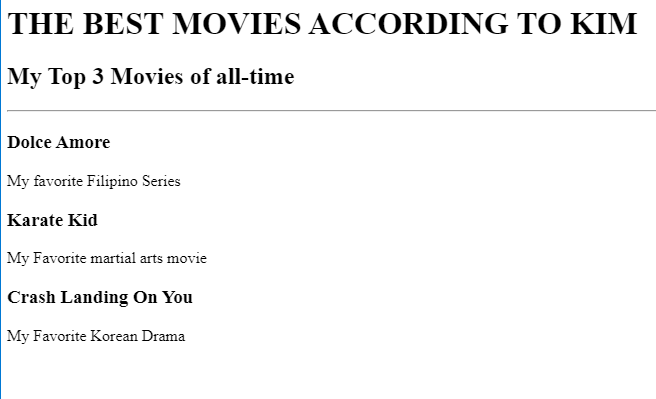 THE BEST MOVIES ACCORDING TO KIM
My Top 3 Movies of all-time
Dolce Amore
My favorite Filipino Series
Karate Kid
My Favorite martial arts movie
Crash Landing On You
My Favorite Korean Drama